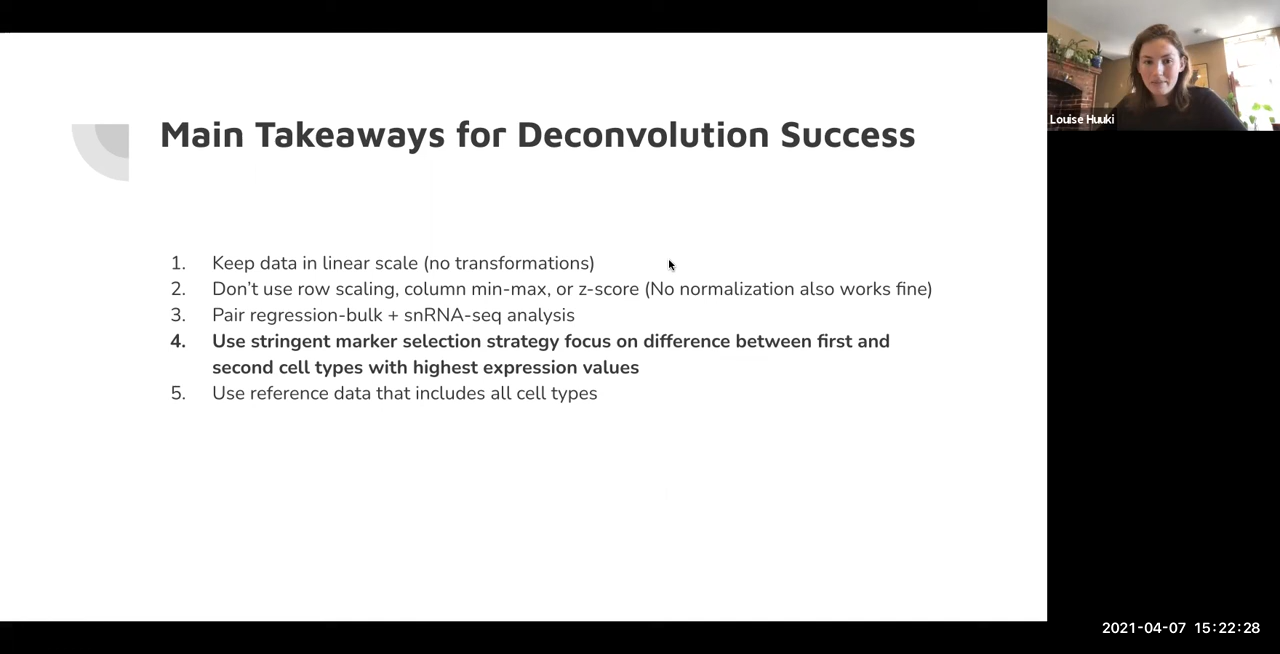 Main Takeaways for Deconvolution Success
1. Keep data in linear scale (no transformations)
2. Don’t use row scaling, column min-max, or z-score (No normalization also works fine)
3. Pair regression-bulk + snRNA-seq analysis
4. Use stringent marker selection strategy focus on difference between first and
second cell types with highest expression values
5. Use reference data that includes all cell types
Louise Huuki
2021-04-07 15:22:28